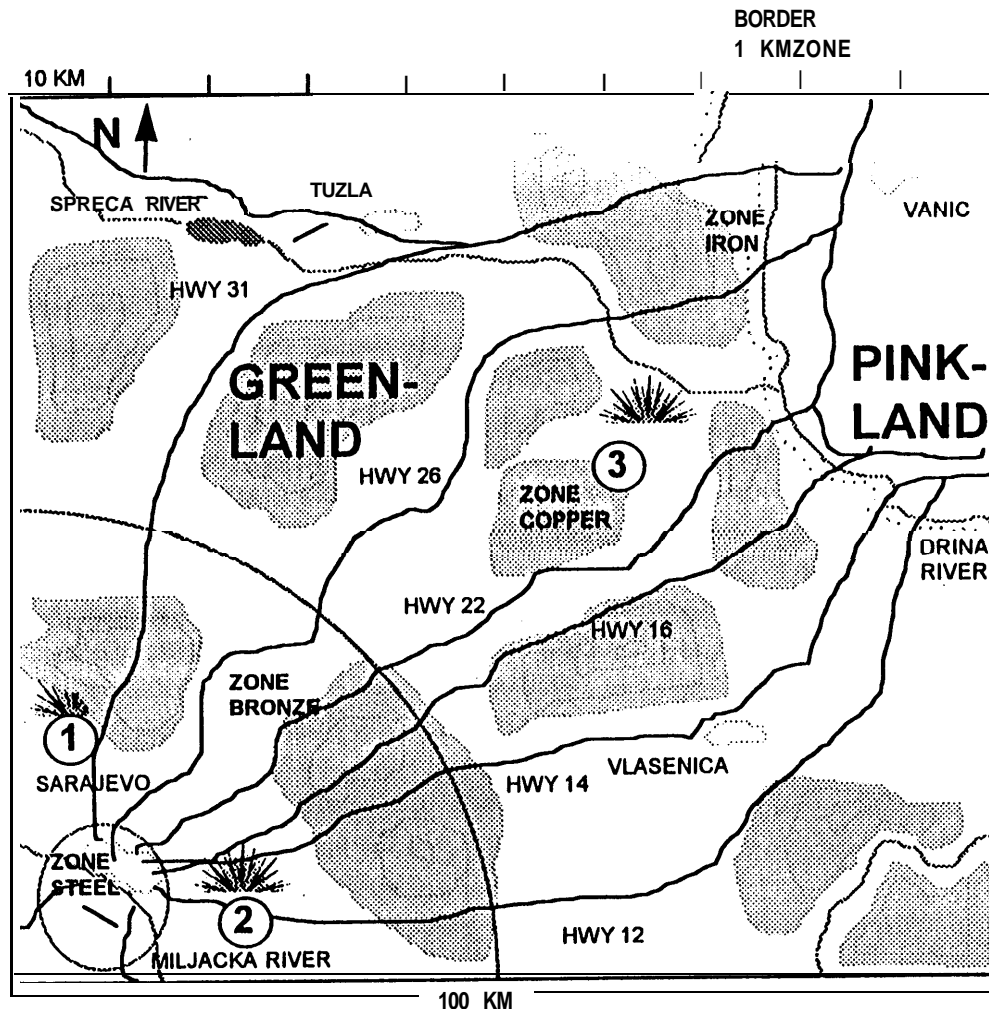 BORDER
1 KMZONE
10 KM
N
SPRECA RIVER
TUZLA
ZONE
IRON
VANIC
HWY 31
GREEN-
LAND
PINK-
LAND
HWY 26
3
ZONE
COPPER
DRINA
RIVER
HWY 22
HWY 16
ZONE
BRONZE
1
SARAJEVO
HWY 14
VLASENICA
ZONE
STEEL
2
HWY 12
MILJACKA RIVER
100 KM